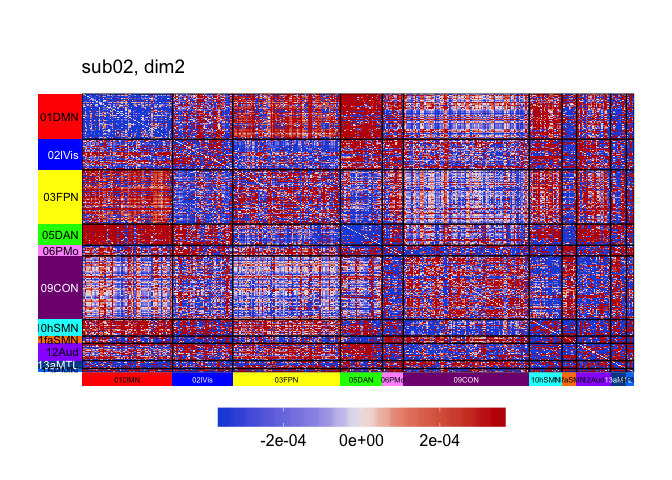 sub02, dim2
01DMN
02lVis
03FPN
05DAN
06PMo
09CON
10hSMN
1faSMN
12Aud
13aMTL
01DMN
02lVis
03FPN
05DAN
06PMo
09CON
10hSMN
-2e-04 0e+00 2e-04